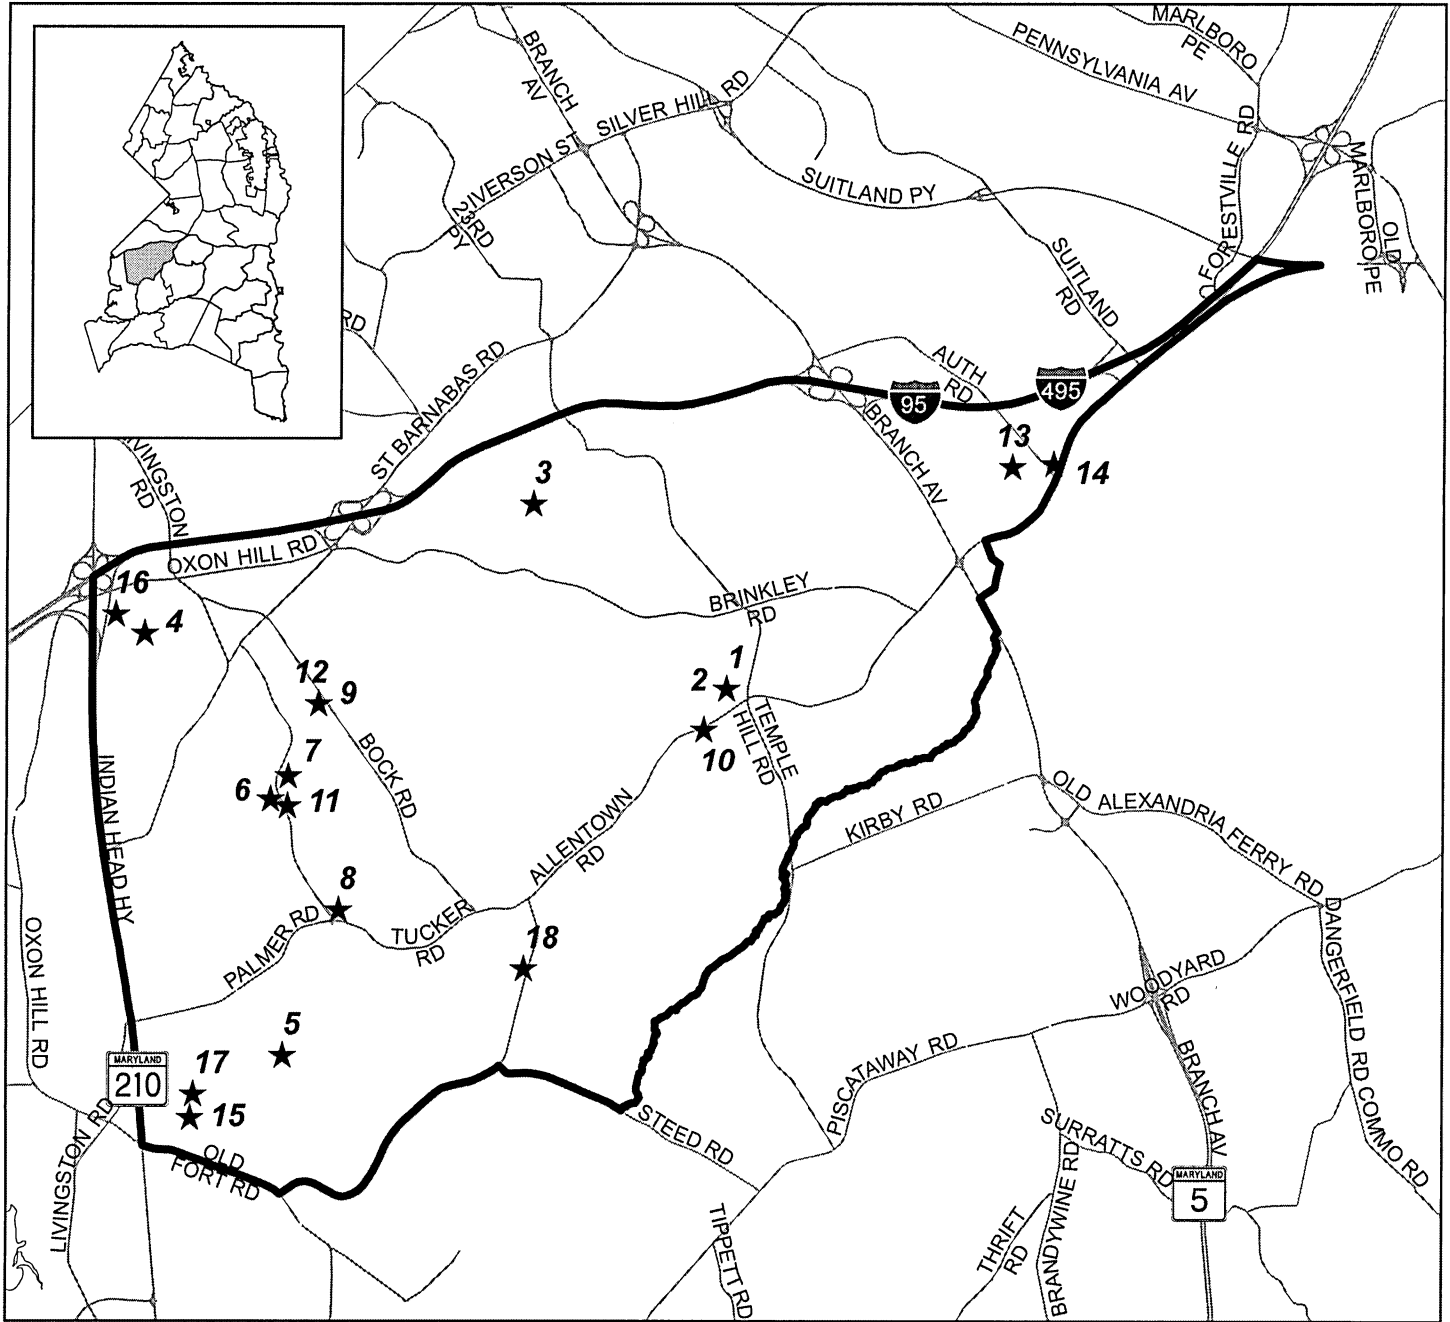 MARLBORO
PE
PENNSYLVANIA AV
BRANCH
AV
SILVER HILL RD
IVERSON ST
FORESTVILLE RD
MARLBORO PE
OLD
SUITLAND PY
23RD
PY
SUITLAND
RD
RD
AUTH
RD
ST BARNABAS RD
95
495
BRANCH AV
13
14
3
RD
OXON HILL RD
16
4
BRINKLEY
RD
12
9
1
2
10
TEMPLE
HILL RD
7
6
11
BOCK RD
INDIAN HEAD HY
ALLENTOWN
RD
KIRBY RD
OLD ALEXANDRIA FERRY RD
8
PALMER RD
TUCKER
RD
18
OXON HILL RD
WOODYARD
RD
DANGERFIELD RD
5
17
15
MARYLAND
210
PISCATAWAY RD
BRANCH AV
LIVINGSTON RD
OLD
FORT RD
STEED RD
SURRATTS RD
COMMO RD
MARYLAND
5
TIPPETT RD
THRIFT
RD
BRANDYWINE RD